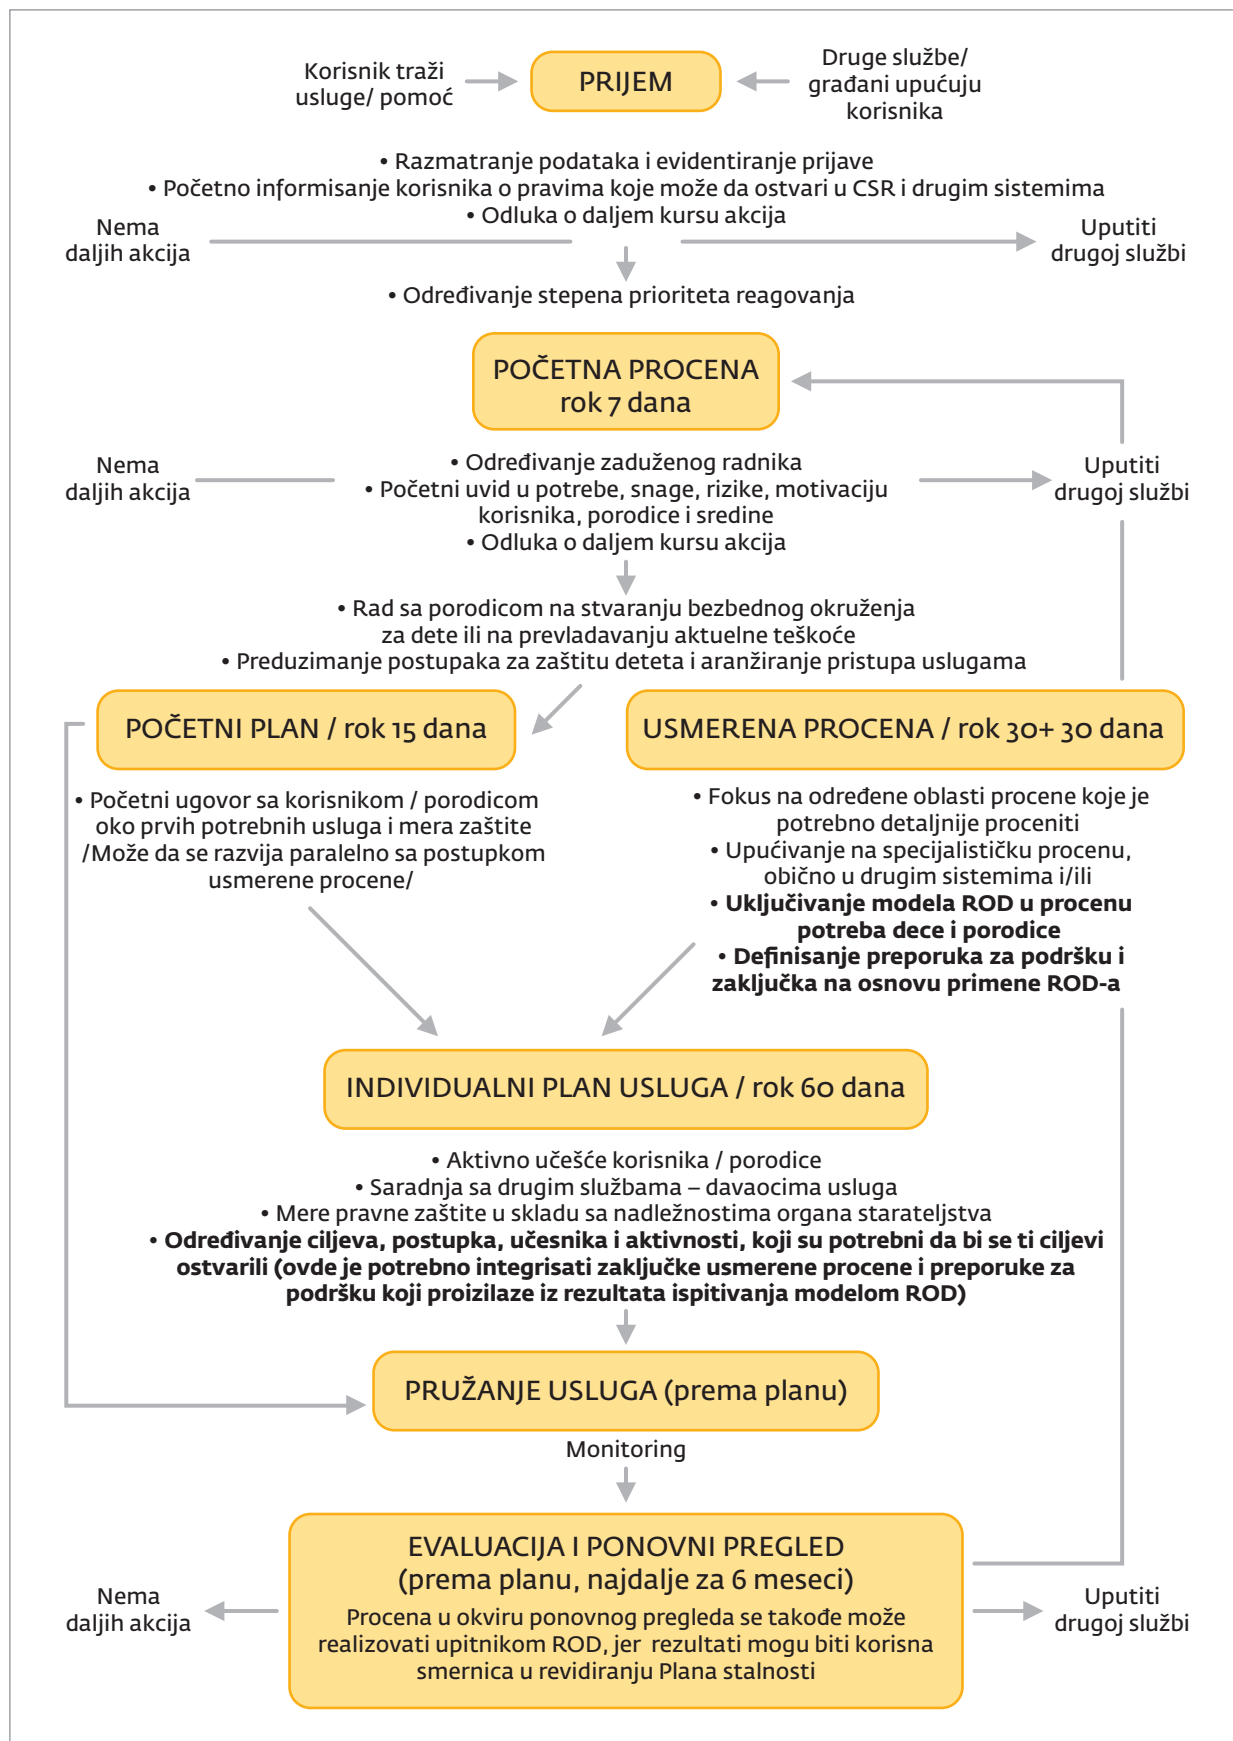 Korisnik traži
usluge/ pomoć
PRIJEM
Druge službe/
građani upućuju
korisnika
• Razmatranje podataka i evidentiranje prijave
• Početno informisanje korisnika o pravima koje može da ostvari u CSR i drugim sistemima
• Odluka o daljem kursu akcija
Nema
daljih akcija
Uputiti
drugoj službi
• Određivanje stepena prioriteta reagovanja
POČETNA PROCENA
rok 7 dana
Nema
daljih akcija
• Određivanje zaduženog radnika
• Početni uvid u potrebe, snage, rizike, motivaciju
korisnika, porodice i sredine
• Odluka o daljem kursu akcija
Uputiti
drugoj službi
• Rad sa porodicom na stvaranju bezbednog okruženja
za dete ili na prevladavanju aktuelne teškoće
• Preduzimanje postupaka za zaštitu deteta i aranžiranje pristupa uslugama
POČETNI PLAN / rok 15 dana
• Početni ugovor sa korisnikom / porodicom
oko prvih potrebnih usluga i mera zaštite
/Može da se razvija paralelno sa postupkom
usmerene procene/
USMERENA PROCENA / rok 30+ 30 dana
• Fokus na određene oblasti procene koje je
potrebno detaljnije proceniti
• Upućivanje na specijalističku procenu,
obično u drugim sistemima i/ili
• Uključivanje modela ROD u procenu
potreba dece i porodice
• Definisanje preporuka za podršku i
zaključka na osnovu primene ROD-a
INDIVIDUALNI PLAN USLUGA / rok 60 dana
• Aktivno učešće korisnika / porodice
• Saradnja sa drugim službama – davaocima usluga
• Mere pravne zaštite u skladu sa nadležnostima organa starateljstva
• Određivanje ciljeva, postupka, učesnika i aktivnosti, koji su potrebni da bi se ti ciljevi
ostvarili (ovde je potrebno integrisati zaključke usmerene procene i preporuke za
podršku koji proizilaze iz rezultata ispitivanja modelom ROD)
PRUŽANJE USLUGA (prema planu)
Monitoring
EVALUACIJA I PONOVNI PREGLED
(prema planu, najdalje za 6 meseci)
Procena u okviru ponovnog pregleda se takođe može
realizovati upitnikom ROD, jer rezultati mogu biti korisna
smernica u revidiranju Plana stalnosti
Nema
daljih akcija
Uputiti
drugoj službi